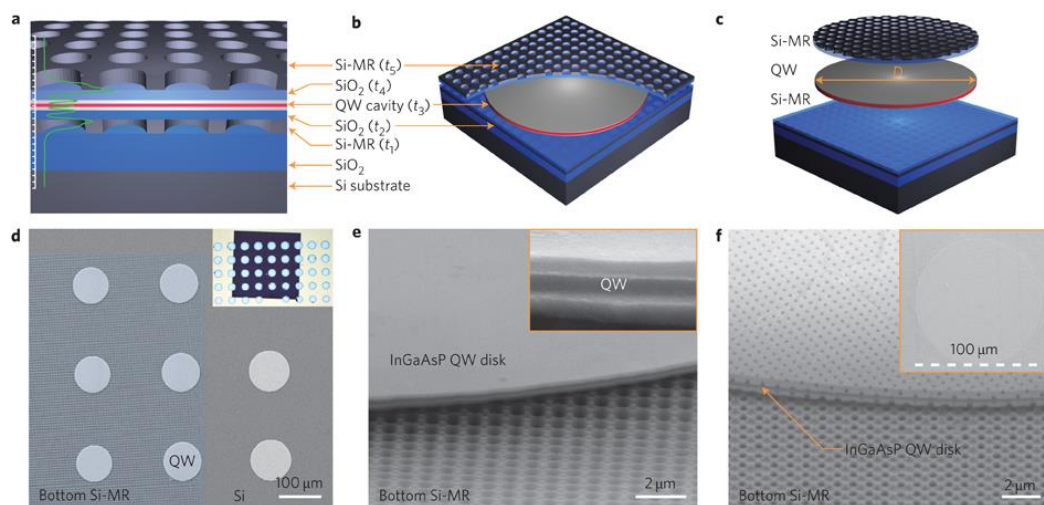 a
Si-MR (t5)
SiO2 (t4)
QW cavity (t3)
SiO2 (t2)
Si-MR (t1)
SiO2
Si substrate
b
c
Si-MR
QW
D
Si-MR
d
QW
100 μm
Bottom Si-MR
Si
e
QW
InGaAsP QW disk
2 μm
Bottom Si-MR
f
100 μm
InGaAsP QW disk
2 μm
Bottom Si-MR